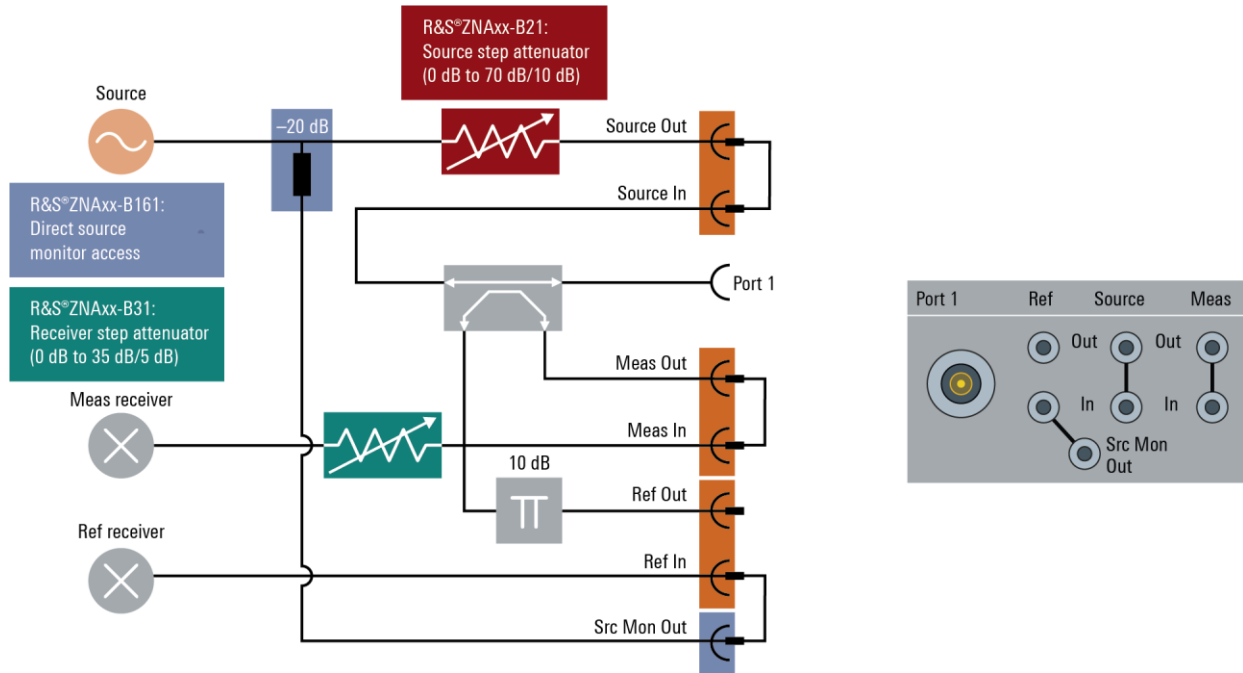 R&S®ZNAxx-B21:
Source step attenuator
(0 dB to 70 dB/10 dB)
Source
–20 dB
Source Out
Source In
R&S®ZNAxx-B161:
Direct source
monitor access
Port 1
R&S®ZNAxx-B31:
Receiver step attenuator
(0 dB to 35 dB/5 dB)
Meas Out
Meas receiver
Meas In
10 dB
Ref Out
Ref receiver
Ref In
Src Mon Out
Port 1 Ref Source Meas
Out Out
In In
Src Mon
Out